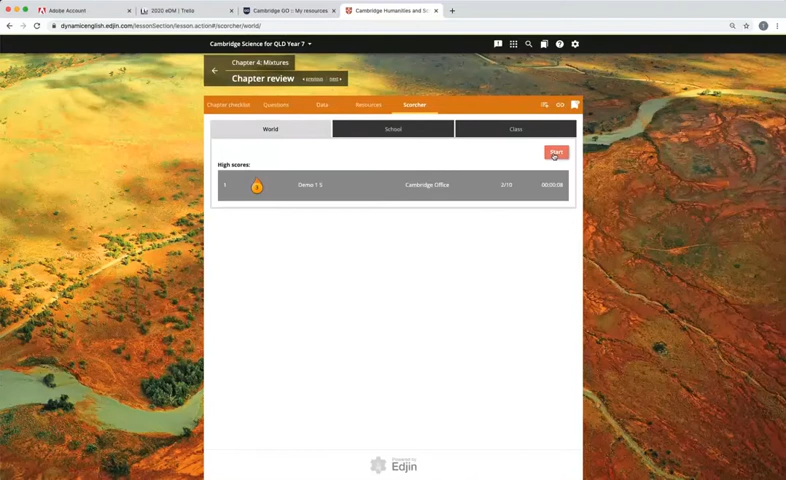 Adobe Account
2020 eDM | Trello
Cambridge GO :: My resources
Cambridge Humanities and Sc
dynamicenglish.edjin.com/lessonSection/lesson.action#/scorcher/world/
Cambridge Science for QLD Year 7
Chapter 4: Mixtures
Chapter review
previous
next
Chapter checklist
Questions
Data
Resources
Scorcher
World
School
Class
Start
High scores:
1 Demo 1 S Cambridge Office 2/10 00:00:08
Powered by
Edjin